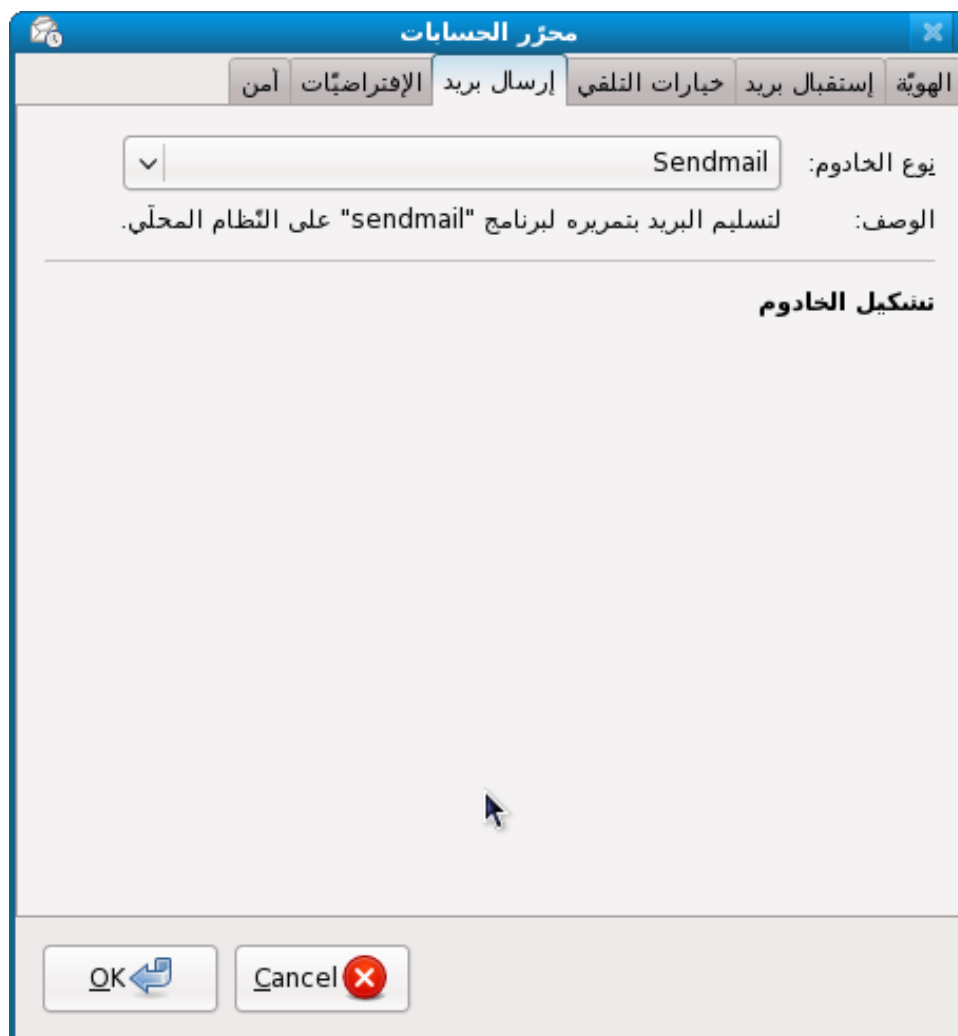 محرّر الحسابات
الهويّة إستقبال بريد خيارات التلقي إرسال بريد الإفتراضيّات آمن
نوع الخادوم: Sendmail
الوصف: لتسليم البريد بتمريره لبرنامج "sendmail" على النّظام المحلّي.
تشكيل الخادوم
OK Cancel